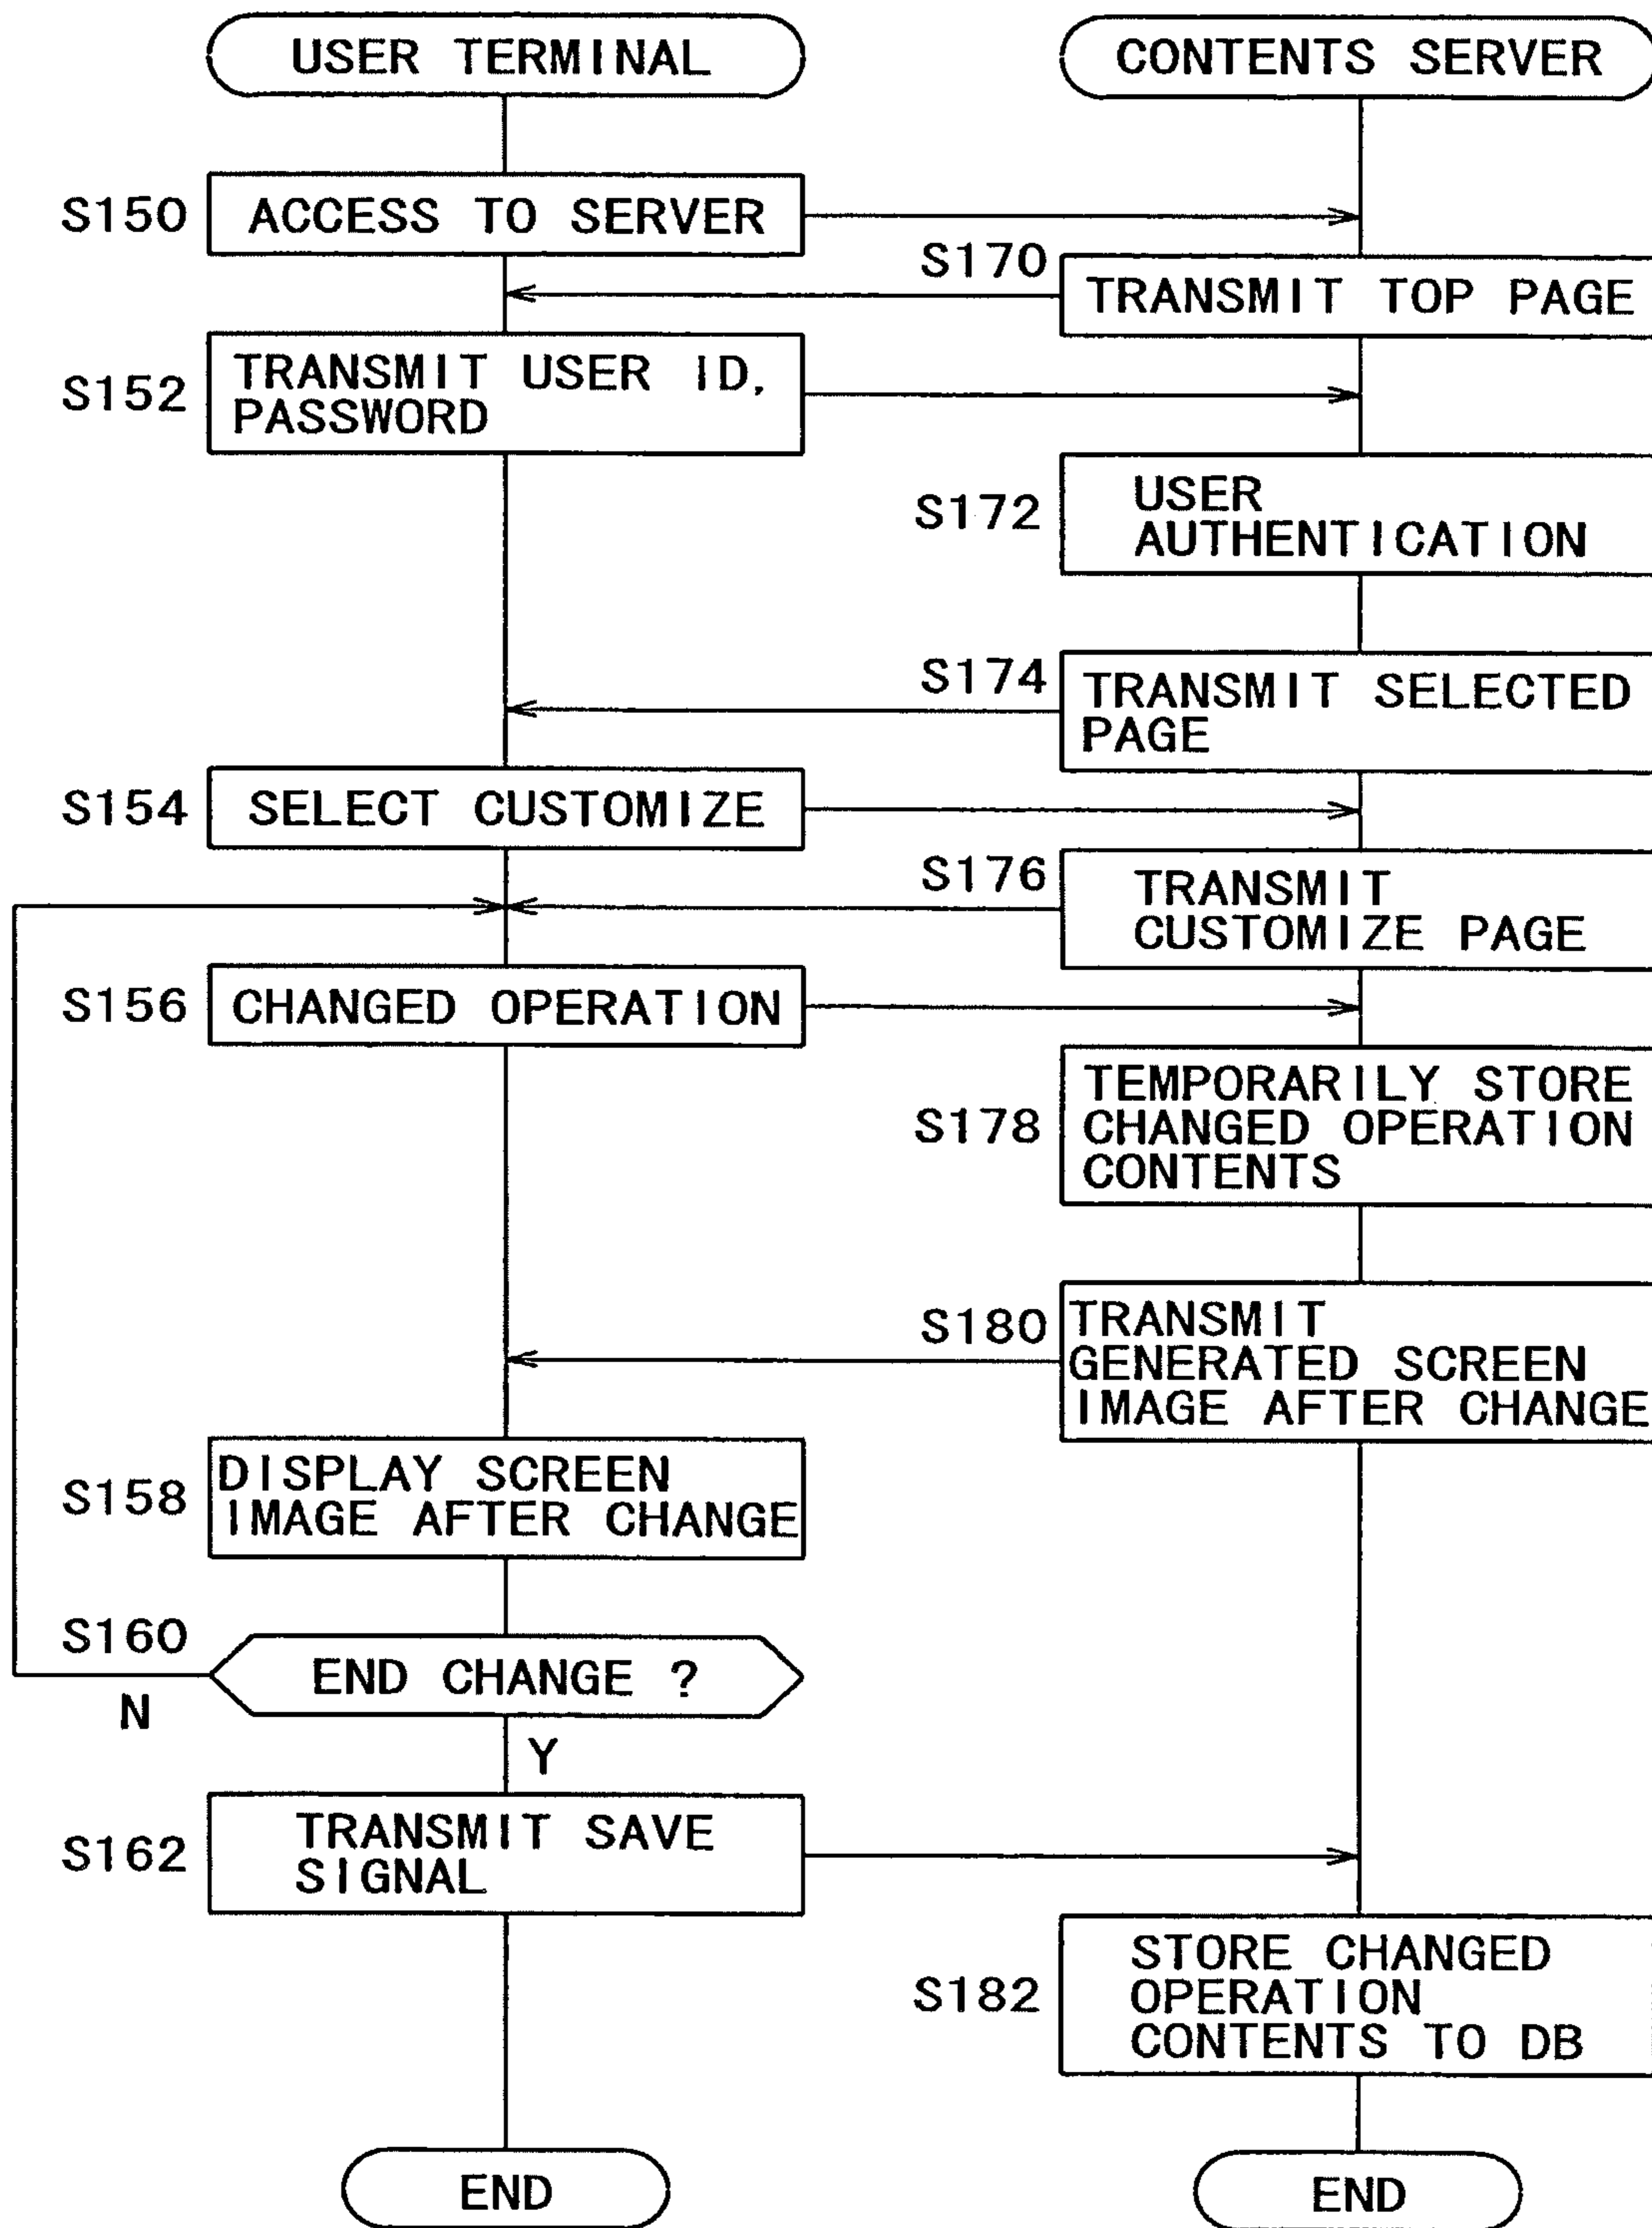 USER TERMINAL
CONTENTS SERVER
S150
ACCESS TO SERVER
S170
TRANSMIT TOP PAGE
S152
TRANSMIT USER ID,
PASSWORD
S172
USER
AUTHENTICATION
S174
TRANSMIT SELECTED
PAGE
S154
SELECT CUSTOMIZE
S176
TRANSMIT
CUSTOMIZE PAGE
S156
CHANGED OPERATION
S178
TEMPORARILY STORE
CHANGED OPERATION
CONTENTS
S180
TRANSMIT
GENERATED SCREEN
IMAGE AFTER CHANGE
S158
DISPLAY SCREEN
IMAGE AFTER CHANGE
S160
END CHANGE ?
N
Y
S162
TRANSMIT SAVE
SIGNAL
S182
STORE CHANGED
OPERATION
CONTENTS TO DB
END
END